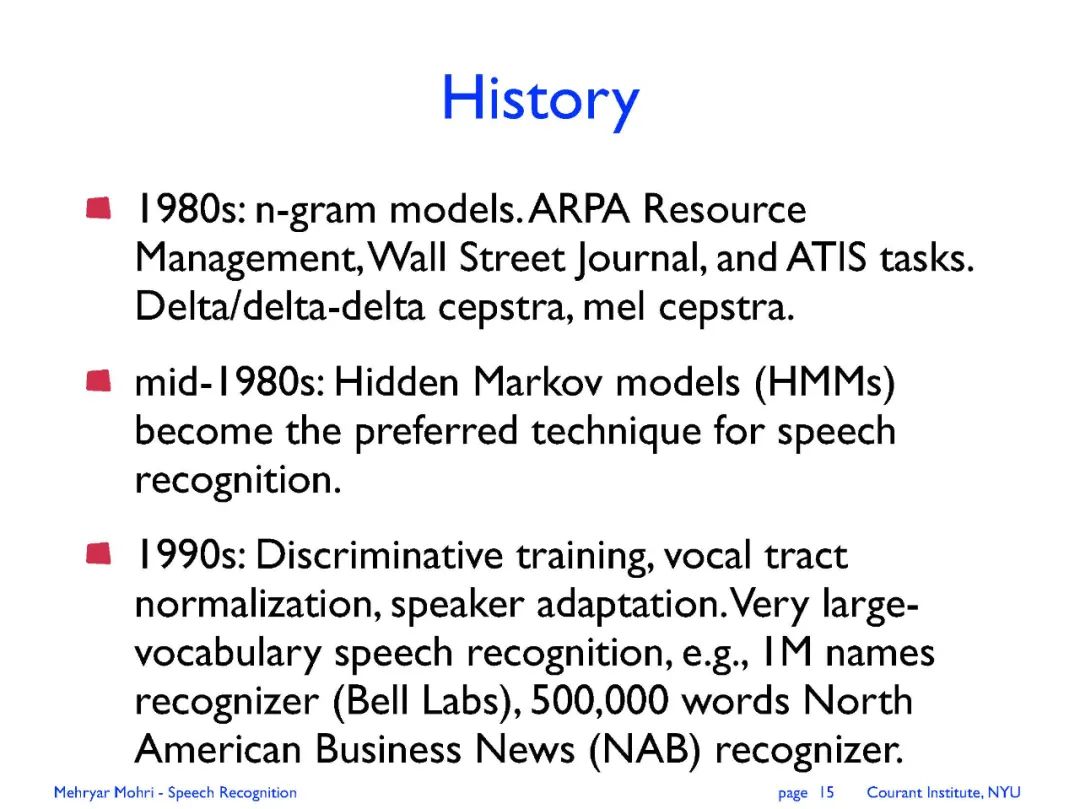 History
1980s: n-gram models. ARPA Resource
Management, Wall Street Journal, and ATIS tasks.
Delta/delta-delta cepstra, mel cepstra.
mid-1980s: Hidden Markov models (HMMs)
become the preferred technique for speech
recognition.
1990s: Discriminative training, vocal tract
normalization, speaker adaptation. Very large-
vocabulary speech recognition, e.g., 1M names
recognizer (Bell Labs), 500,000 words North
American Business News (NAB) recognizer.
Mehryar Mohri - Speech Recognition page 15 Courant Institute, NYU